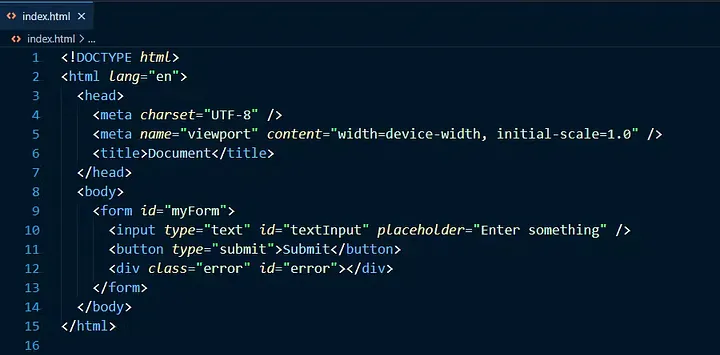 index.html
index.html > ...
1 <!DOCTYPE html>
2 <html lang="en">
3   <head>
4     <meta charset="UTF-8" />
5     <meta name="viewport" content="width=device-width, initial-scale=1.0" />
6     <title>Document</title>
7   </head>
8   <body>
9     <form id="myForm">
10       <input type="text" id="textInput" placeholder="Enter something" />
11       <button type="submit">Submit</button>
12       <div class="error" id="error"></div>
13     </form>
14   </body>
15 </html>
16